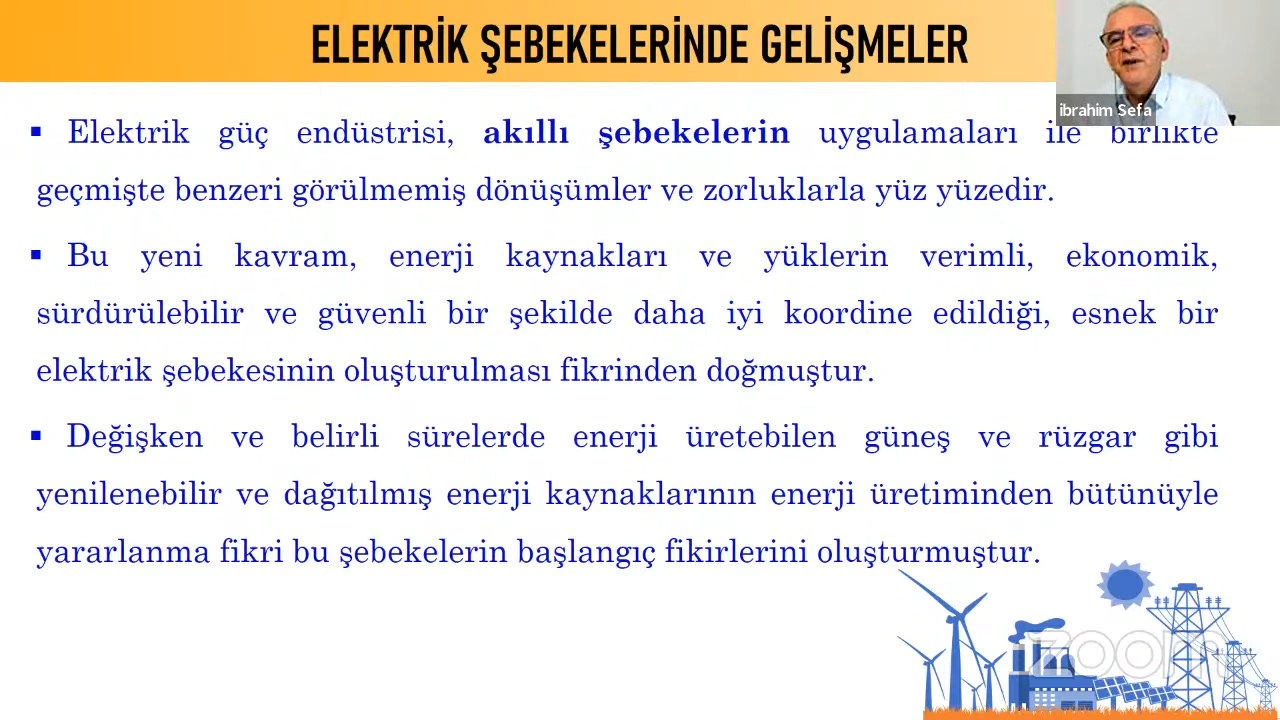 ELEKTRİK ŞEBEKELERİNDE GELİŞMELER
ibrahim Sefa
▪ Elektrik güç endüstrisi, akıllı şebekelerin uygulamaları ile birlikte
geçmişte benzeri görülmemiş dönüşümler ve zorluklarla yüz yüzedir.
▪ Bu yeni kavram, enerji kaynakları ve yüklerin verimli, ekonomik,
sürdürülebilir ve güvenli bir şekilde daha iyi koordine edildiği, esnek bir
elektrik şebekesinin oluşturulması fikrinden doğmuştur.
▪ Değişken ve belirli sürelerde enerji üretebilen güneş ve rüzgar gibi
yenilenebilir ve dağıtılmış enerji kaynaklarının enerji üretiminden bütünüyle
yararlanma fikri bu şebekelerin başlangıç fikirlerini oluşturmuştur.
zoom